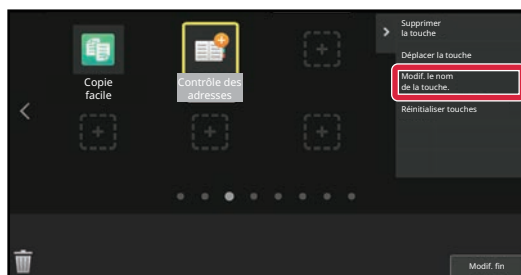 Copie
facile
Contrôle des
adresses
Supprimer
la touche
Déplacer la touche
Modif. le nom
de la touche.
Réinitialiser touches
Modif. fin